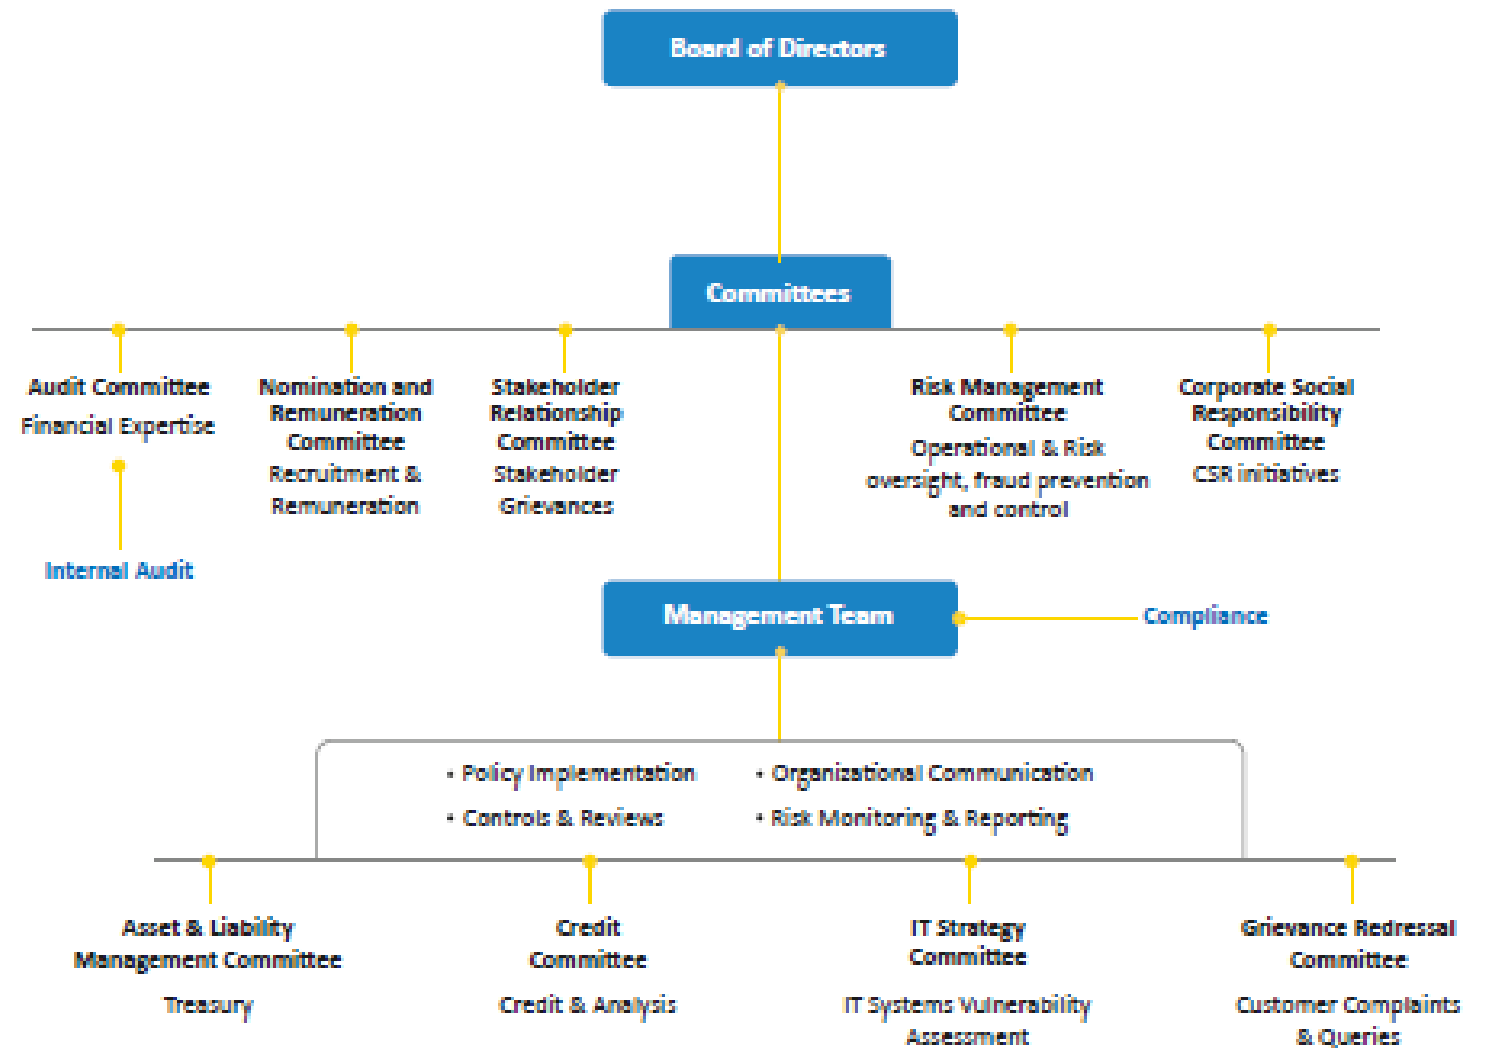 Board of Directors
Committees
Audit Committee
Financial Expertise
Internal Audit
Nomination and
Remuneration
Committee
Recruitment &
Remuneration
Stakeholder
Relationship
Committee
Stakeholder
Grievances
Risk Management
Committee
Operational & Risk
oversight, fraud prevention
and control
Corporate Social
Responsibility
Committee
CSR initiatives
Management Team
Compliance
• Policy Implementation
• Controls & Reviews
• Organizational Communication
• Risk Monitoring & Reporting
Asset & Liability
Management Committee
Treasury
Credit
Committee
Credit & Analysis
IT Strategy
Committee
IT Systems Vulnerability
Assessment
Grievance Redressal
Committee
Customer Complaints
& Queries